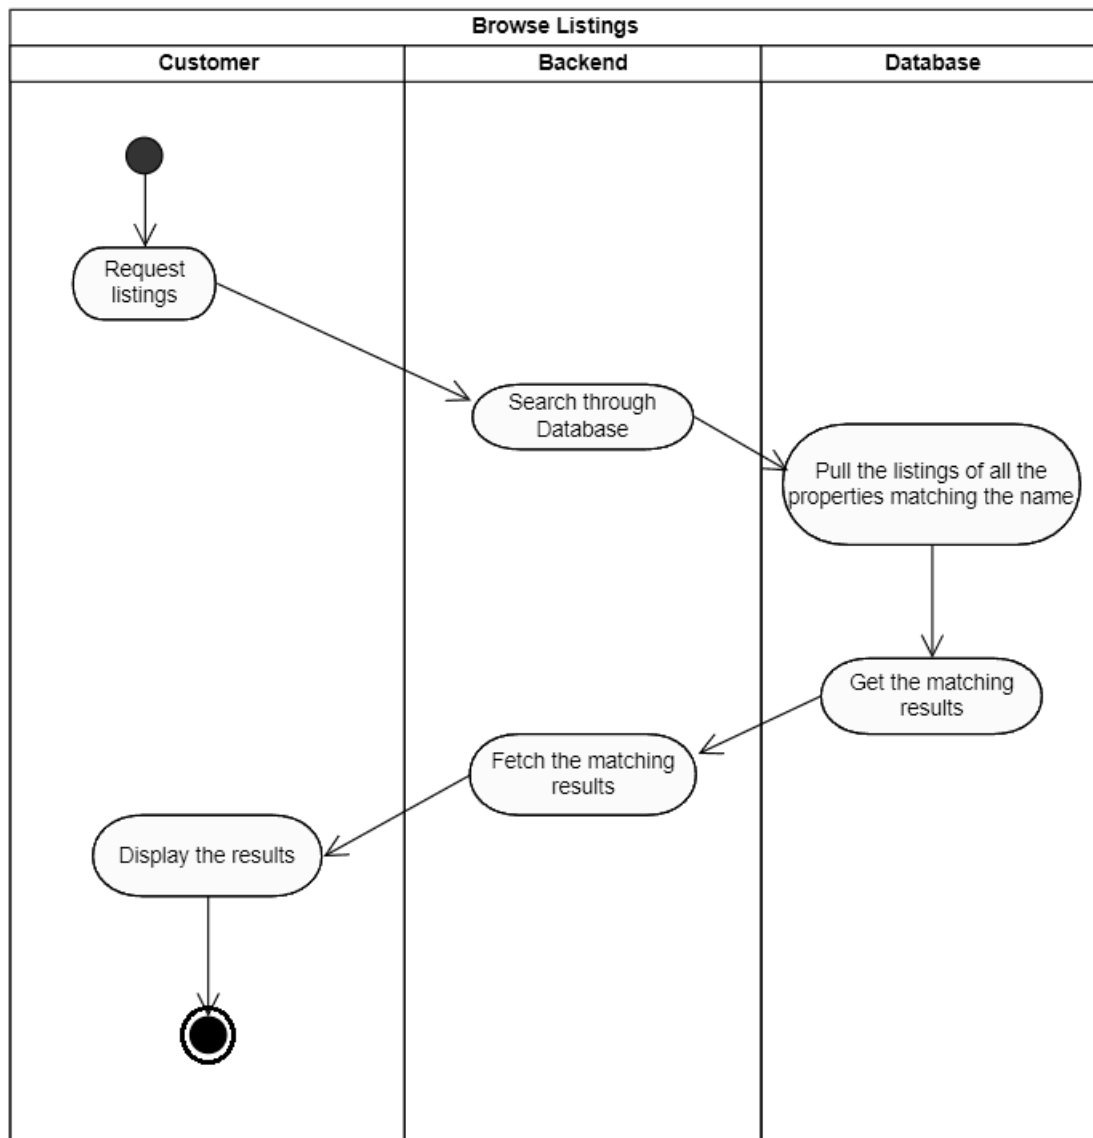 Browse Listings
Customer
Backend
Database
Request
listings
Search through
Database
Pull the listings of all the
properties matching the name
Get the matching
results
Fetch the matching
results
Display the results